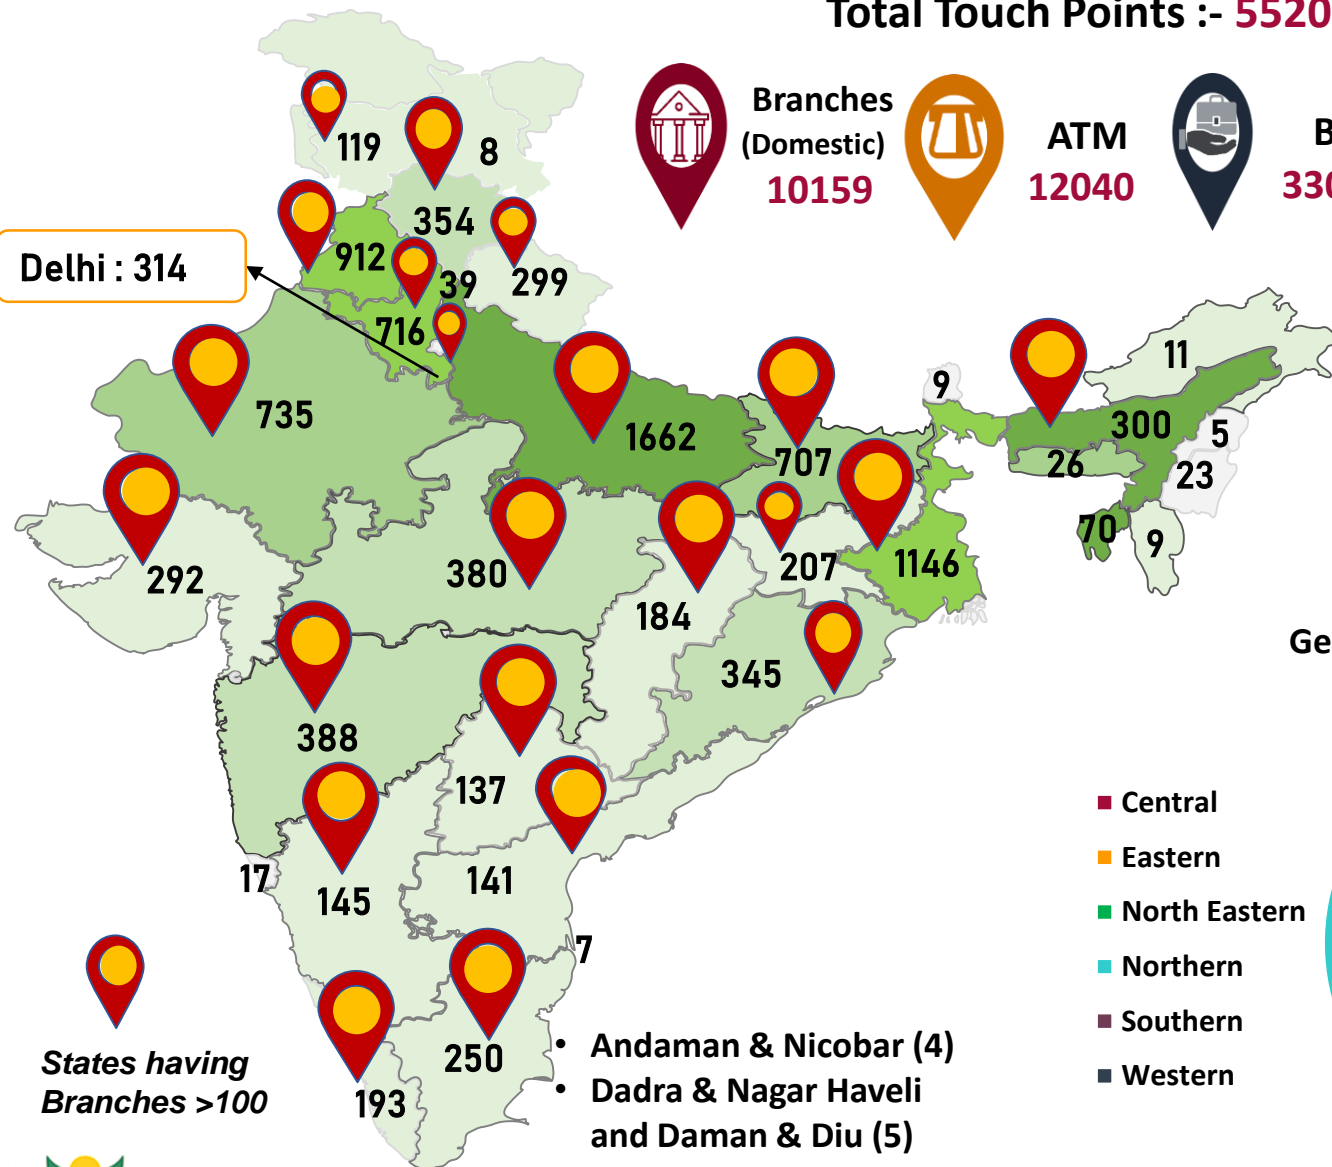 Total Touch Points :- 5520
Branches
(Domestic)
10159
ATM
12040
B
330
119
8
354
912
39
299
Delhi : 314
716
735
1662
707
9
11
300
5
26
23
70
9
292
380
207
1146
184
345
388
137
17
145
141
7
250
193
Ge
Central
Eastern
North Eastern
Northern
Southern
Western
States having
Branches >100
• Andaman & Nicobar (4)
• Dadra & Nagar Haveli
and Daman & Diu (5)